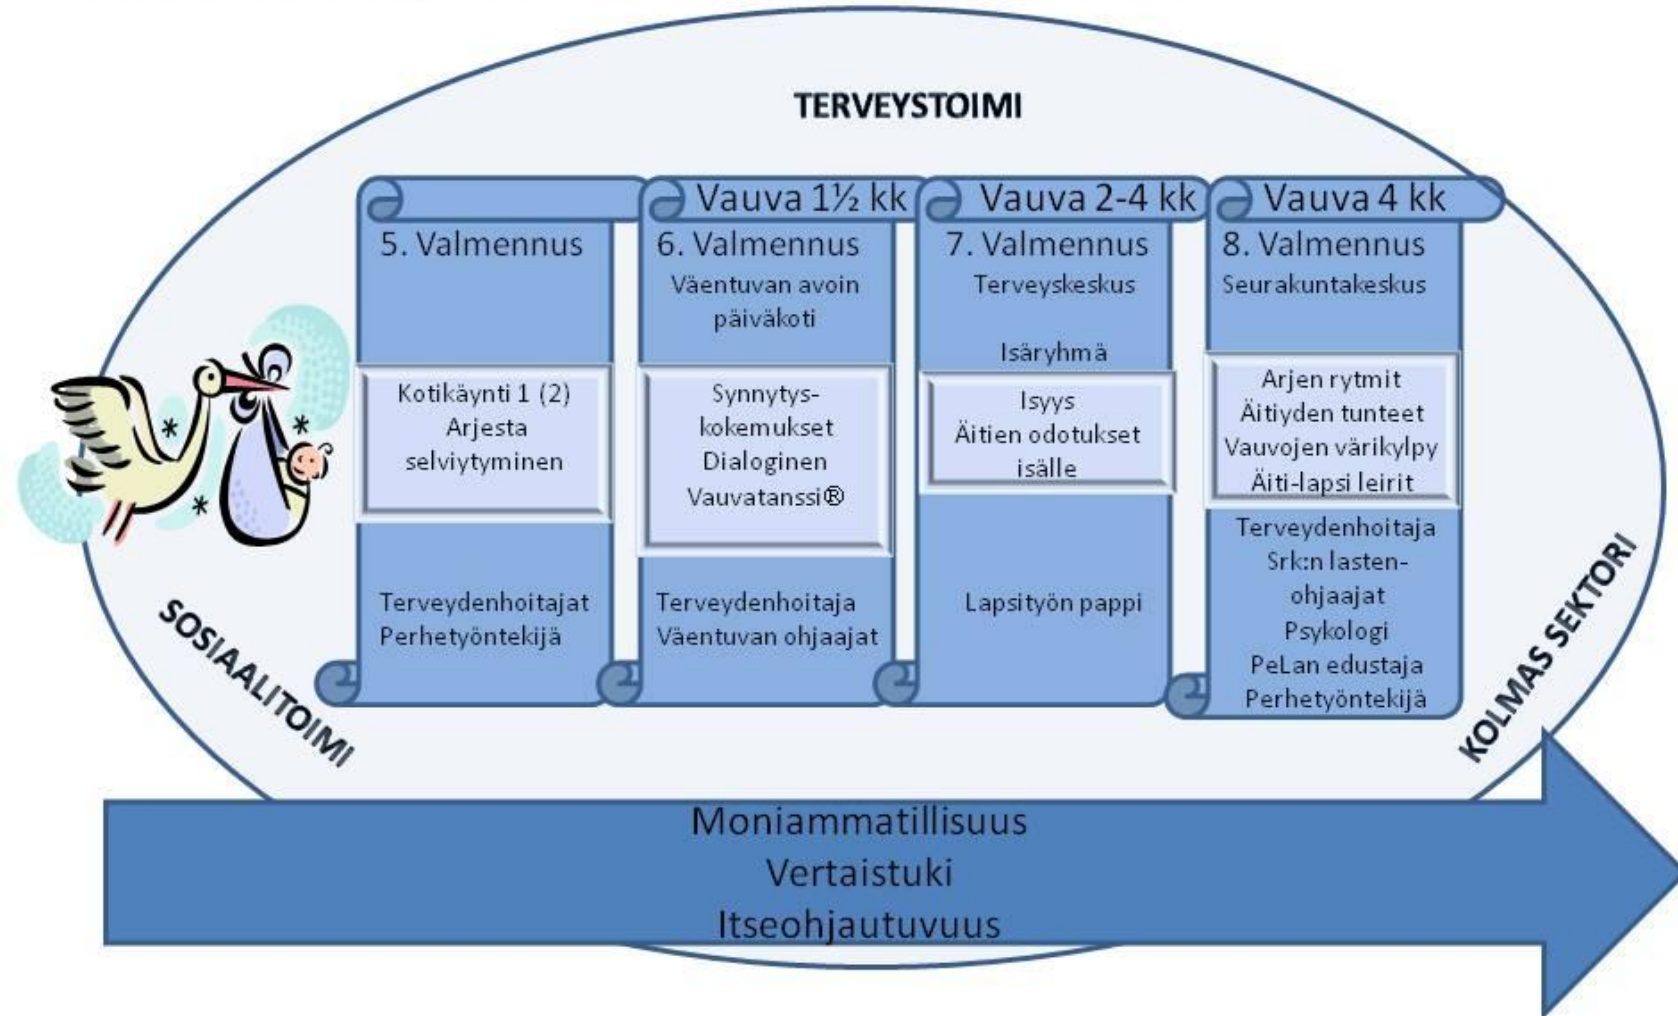 TERVEYSTOIMI
5. Valmennus
Kotikäynti 1 (2)
Arjesta
selviytyminen
Terveydenhoitajat
Perhetyöntekijä
Vauva 1½ kk
6. Valmennus
Väentuvan avoin
päiväkoti
Synnytys-
kokemukset
Dialoginen
Vauvatanssi®
Terveydenhoitaja
Väentuvan ohjaajat
Vauva 2-4 kk
7. Valmennus
Terveyskeskus
Isäryhmä
Isyys
Äitien odotukset
isälle
Lapsityön pappi
Vauva 4 kk
8. Valmennus
Seurakuntakeskus
Arjen rytmit
Äitiyden tunteet
Vauvojen värikylpy
Äiti-lapsi leirit
Terveydenhoitaja
Srk:n lasten-
ohjaajat
Psykologi
PeLan edustaja
Perhetyöntekijä
SOSIAALITOIMI
KOLMAS SEKTORI
Moniammatillisuus
Vertaistuki
Itseohjautuvuus